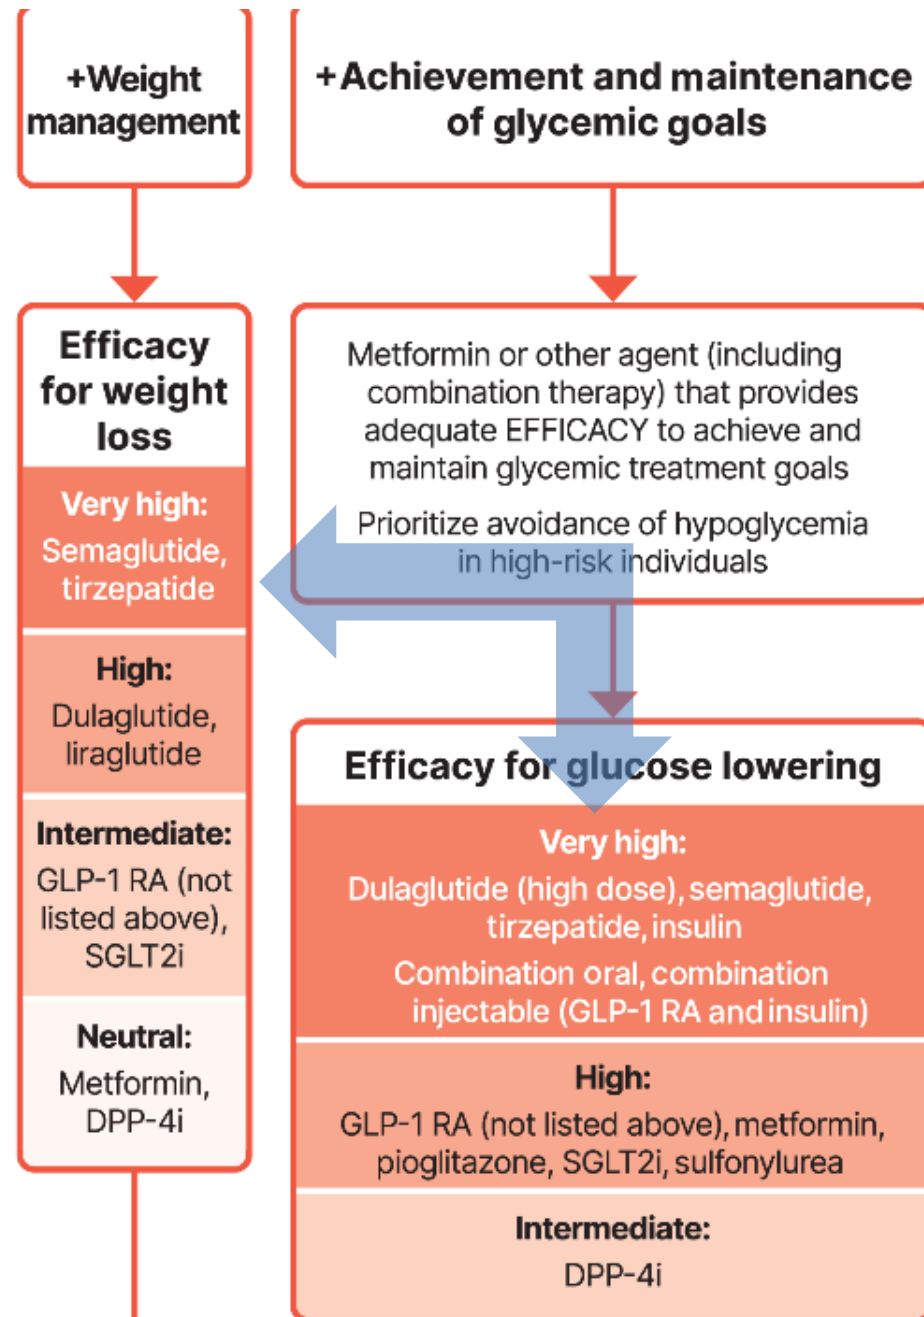 +Weight
management
+Achievement and maintenance
of glycemic goals
Efficacy
for weight
loss
Very high:
Semaglutide,
tirzepatide
High:
Dulaglutide,
liraglutide
Intermediate:
GLP-1 RA (not
listed above),
SGLT2i
Neutral:
Metformin,
DPP-4i
Metformin or other agent (including
combination therapy) that provides
adequate EFFICACY to achieve and
maintain glycemic treatment goals
Prioritize avoidance of hypoglycemia
in high-risk individuals
Efficacy for glucose lowering
Very high:
Dulaglutide (high dose), semaglutide,
tirzepatide, insulin
Combination oral, combination
injectable (GLP-1 RA and insulin)
High:
GLP-1 RA (not listed above), metformin,
pioglitazone, SGLT2i, sulfonylurea
Intermediate:
DPP-4i